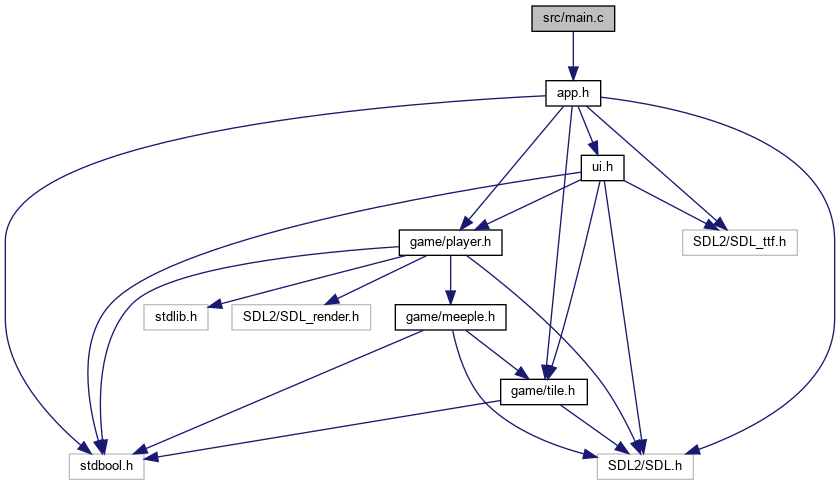 src/main.c
app.h
ui.h
game/player.h
SDL2/SDL_ttf.h
stdlib.h
SDL2/SDL_render.h
game/meeple.h
game/tile.h
stdbool.h
SDL2/SDL.h